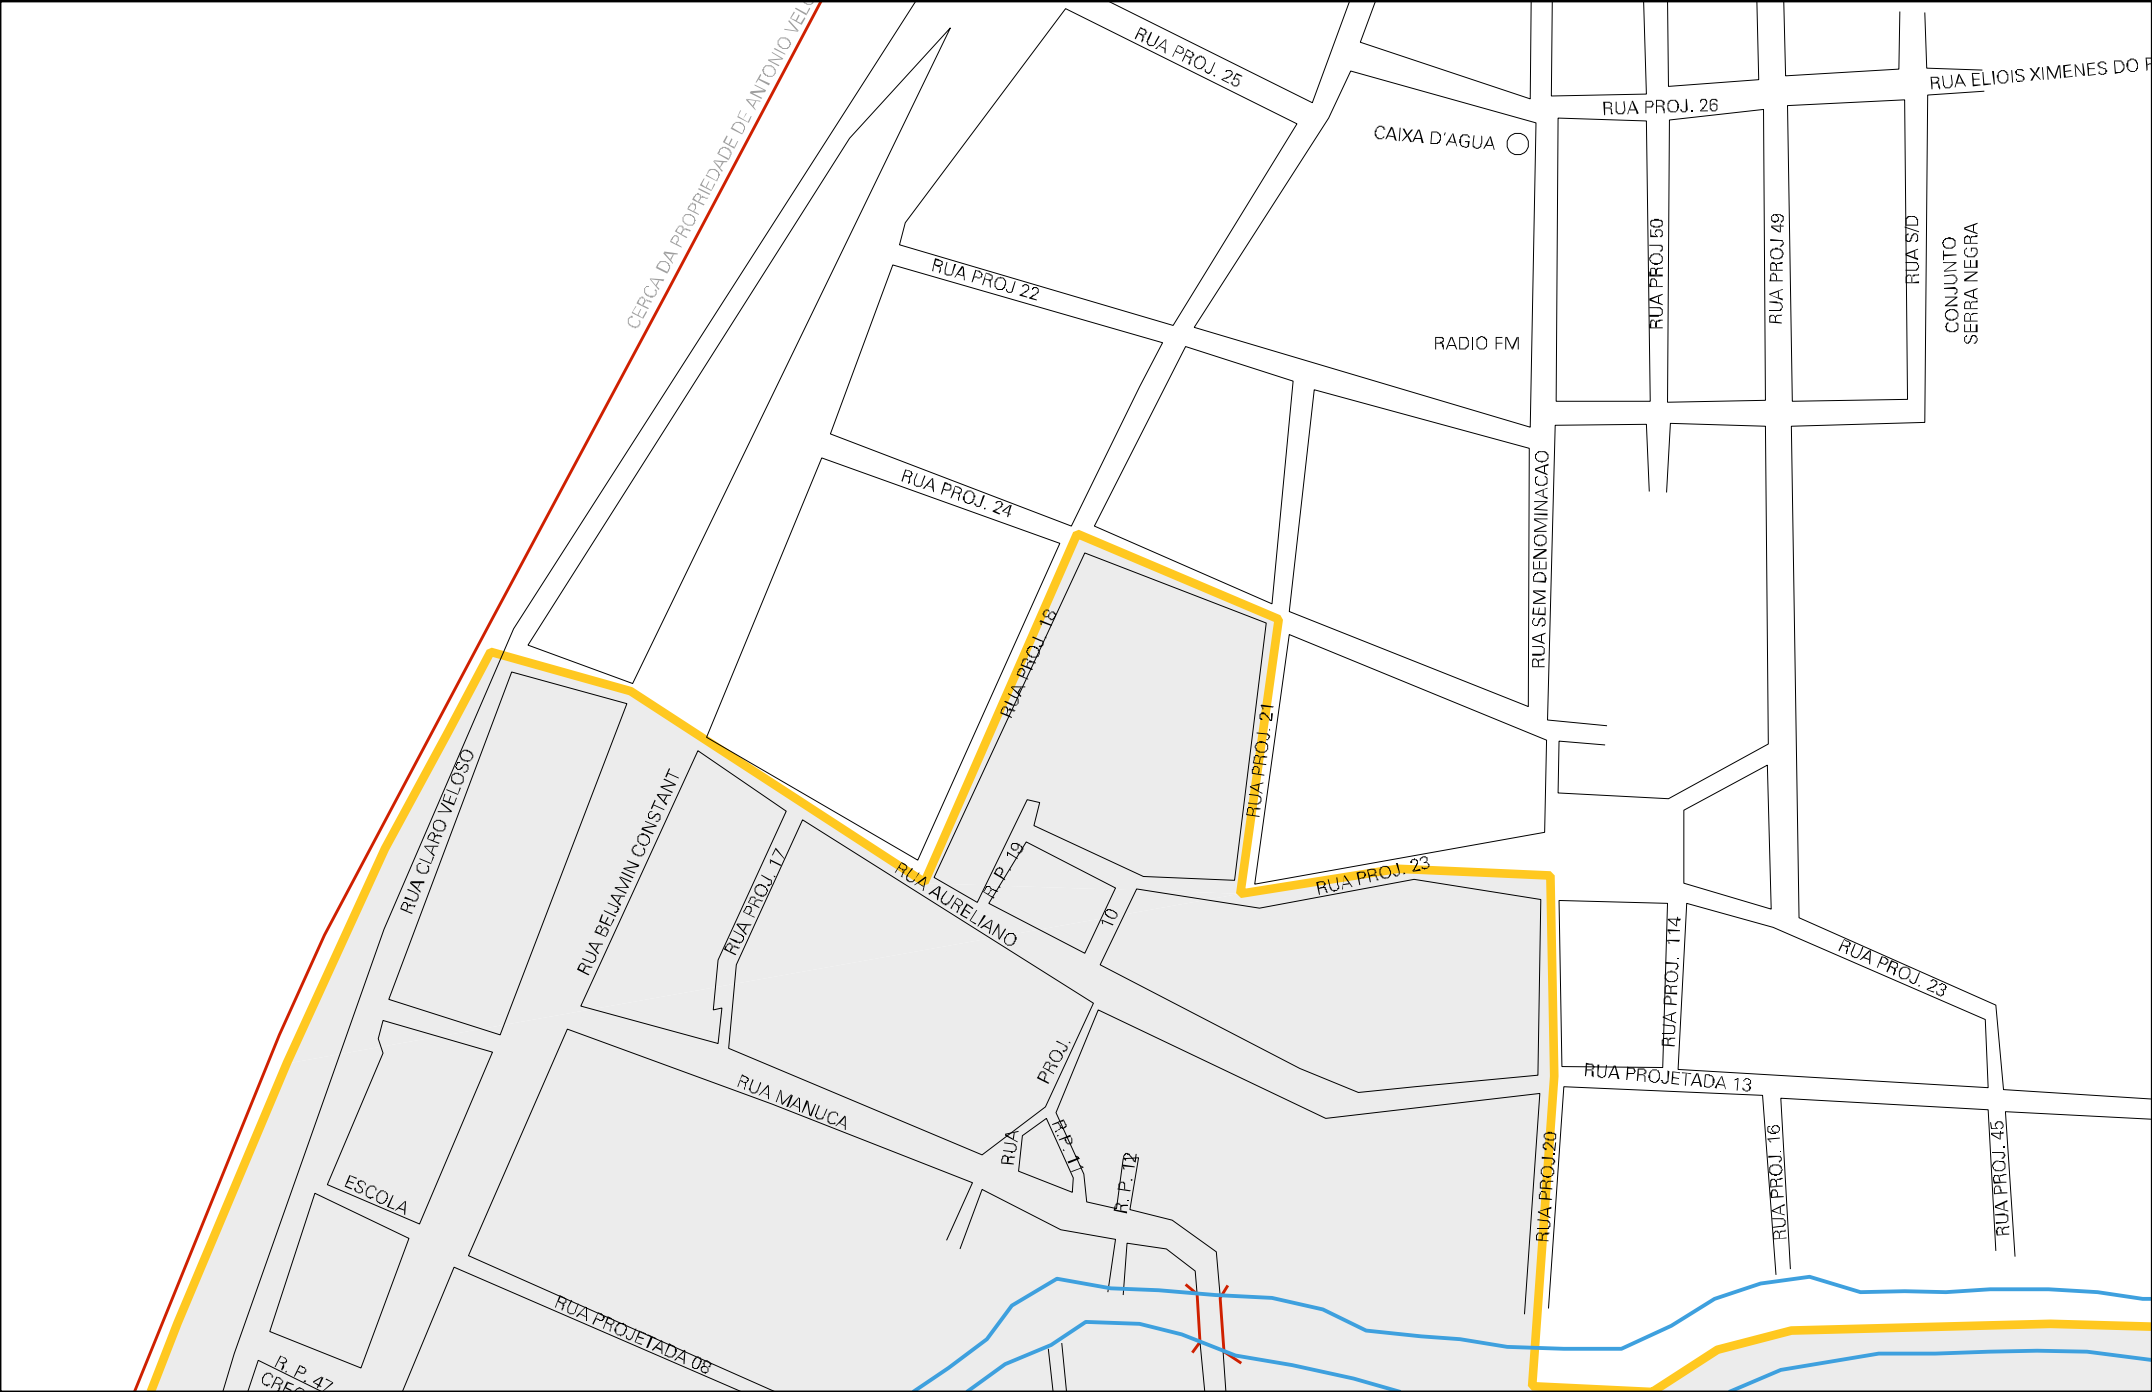 CERCA DA PROPRIEDADE DE ANTONIO
RUA PROJ. 25
RUA ELIOIS XIMENES DO
RUA PROJ. 26
CAIXA D'AGUA
RUA PROJ 22
RUA PROJ 50
RUA PROJ 49
RUA S/D
CONJUNTO
SERRA NEGRA
RADIO FM
RUA PROJ. 24
RUA SEM DENOMINACAO
RUA PROJ. 18
RUA PROJ. 21
RUA CLARO VELOSO
RUA BEIJAMIN CONSTANT
RUA PROJ. 17
RUA AURELIANO
R. P. 19
10
RUA PROJ. 23
RUA PROJ. 114
RUA PROJ. 23
PROJ.
RUA PROJETADA 13
RUA MANUCA
RUA
R.P. 11
R. P. 12
RUA PROJ.20
RUA PROJ. 16
RUA PROJ. 45
ESCOLA
RUA PROJETADA 08
R. P. 47